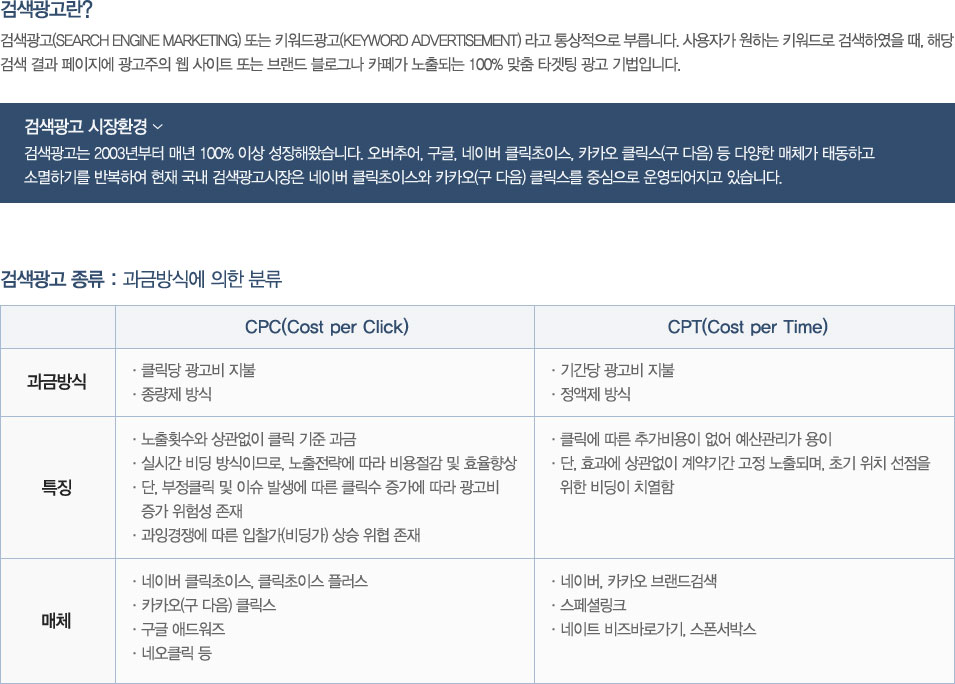 검색광고란?
검색광고(SEARCH ENGINE MARKETING) 또는 키워드광고(KEYWORD ADVERTISEMENT) 라고 통상적으로 부릅니다. 사용자가 원하는 키워드로 검색하였을 때, 해당
검색 결과 페이지에 광고주의 웹 사이트 또는 브랜드 블로그나 카페가 노출되는 100% 맞춤 타겟팅 광고 기법입니다.
검색광고 시장환경
검색광고는 2003년부터 매년 100% 이상 성장해왔습니다. 오버추어, 구글, 네이버 클릭초이스, 카카오 클릭스(구 다음) 등 다양한 매체가 태동하고
소멸하기를 반복하여 현재 국내 검색광고시장은 네이버 클릭초이스와 카카오(구 다음) 클릭스를 중심으로 운영되어지고 있습니다.
검색광고 종류 : 과금방식에 의한 분류
CPC(Cost per Click)
CPT(Cost per Time)
과금방식
· 클릭당 광고비 지불
· 종량제 방식
· 기간당 광고비 지불
· 정액제 방식
특징
· 노출횟수와 상관없이 클릭 기준 과금
· 실시간 비딩 방식이므로, 노출전략에 따라 비용절감 및 효율향상
· 단, 부정클릭 및 이슈 발생에 따른 클릭수 증가에 따라 광고비
증가 위험성 존재
· 과잉경쟁에 따른 입찰가(비딩가) 상승 위협 존재
· 클릭에 따른 추가비용이 없어 예산관리가 용이
· 단, 효과에 상관없이 계약기간 고정 노출되며, 초기 위치 선점을
위한 비딩이 치열함
매체
· 네이버 클릭초이스, 클릭초이스 플러스
· 카카오(구 다음) 클릭스
· 구글 애드워즈
· 네오클릭 등
· 네이버, 카카오 브랜드검색
· 스페셜링크
· 네이트 비즈바로가기, 스폰서박스